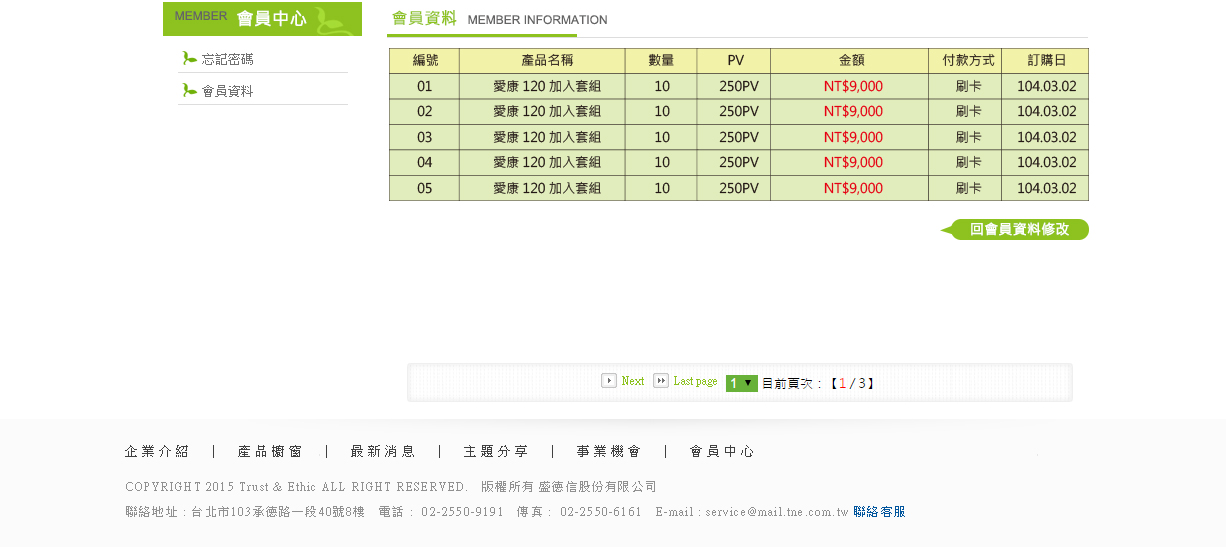 MEMBER 會員中心
忘記密碼
會員資料
會員資料 MEMBER INFORMATION
編號 產品名稱 數量 PV 金額 付款方式 訂購日
01 愛康 120 加入套組 10 250PV NT$9,000 刷卡 104.03.02
02 愛康 120 加入套組 10 250PV NT$9,000 刷卡 104.03.02
03 愛康 120 加入套組 10 250PV NT$9,000 刷卡 104.03.02
04 愛康 120 加入套組 10 250PV NT$9,000 刷卡 104.03.02
05 愛康 120 加入套組 10 250PV NT$9,000 刷卡 104.03.02
回會員資料修改
Next Last page 1 目前頁次：【1 / 3】
企業介紹 | 產品櫥窗 | 最新消息 | 主題分享 | 事業機會 | 會員中心
COPYRIGHT 2015 Trust & Ethic ALL RIGHT RESERVED. 版權所有 盛德信股份有限公司
聯絡地址：台北市103承德路一段40號8樓 電話： 02-2550-9191 傳真： 02-2550-6161 E-mail : service@mail.tne.com.tw 聯絡客服